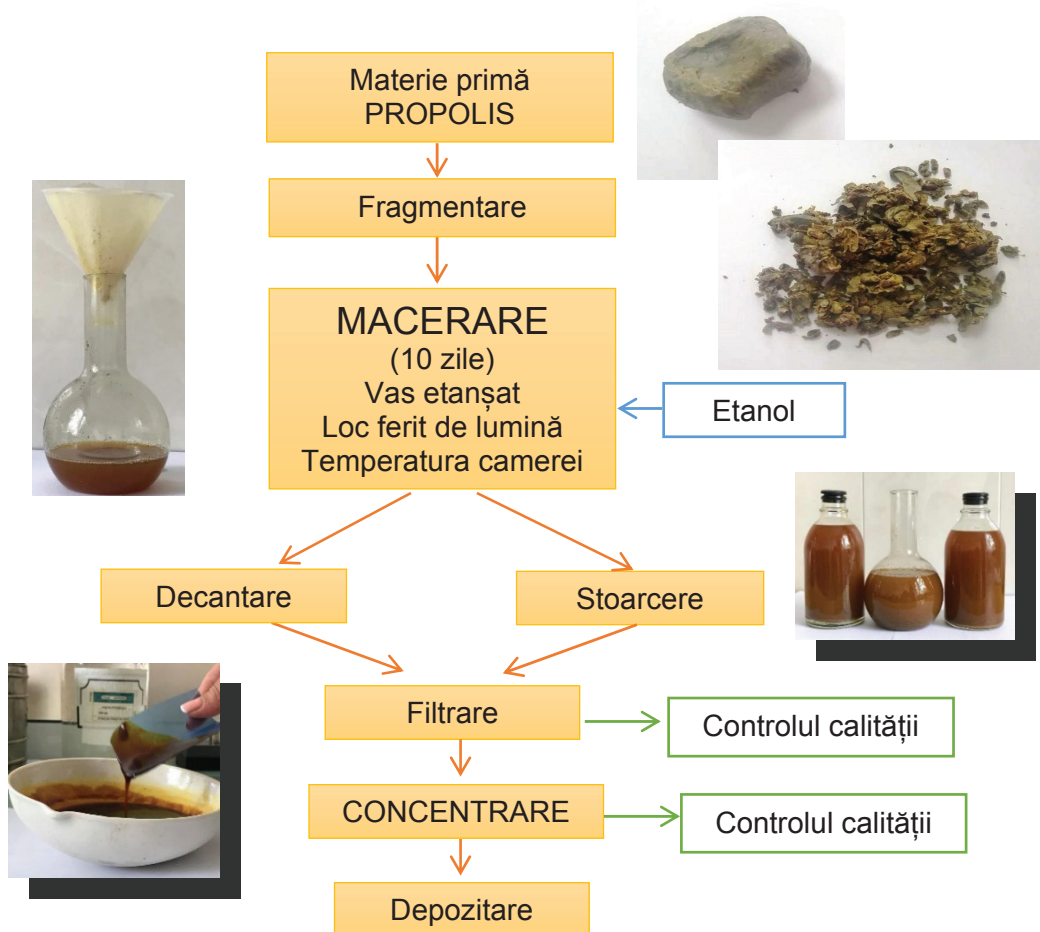 Materie primă
PROPOLIS
Fragmentare
MACERARE
(10 zile)
Vas etanșat
Loc ferit de lumină
Temperatura camerei
Etanol
Decantare
Stoarcere
Filtrare
Controlul calității
CONCENTRARE
Controlul calității
Depozitare